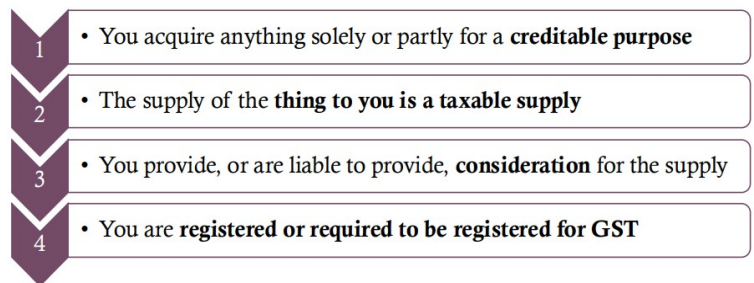 1 • You acquire anything solely or partly for a creditable purpose
2 • The supply of the thing to you is a taxable supply
3 • You provide, or are liable to provide, consideration for the supply
4 • You are registered or required to be registered for GST